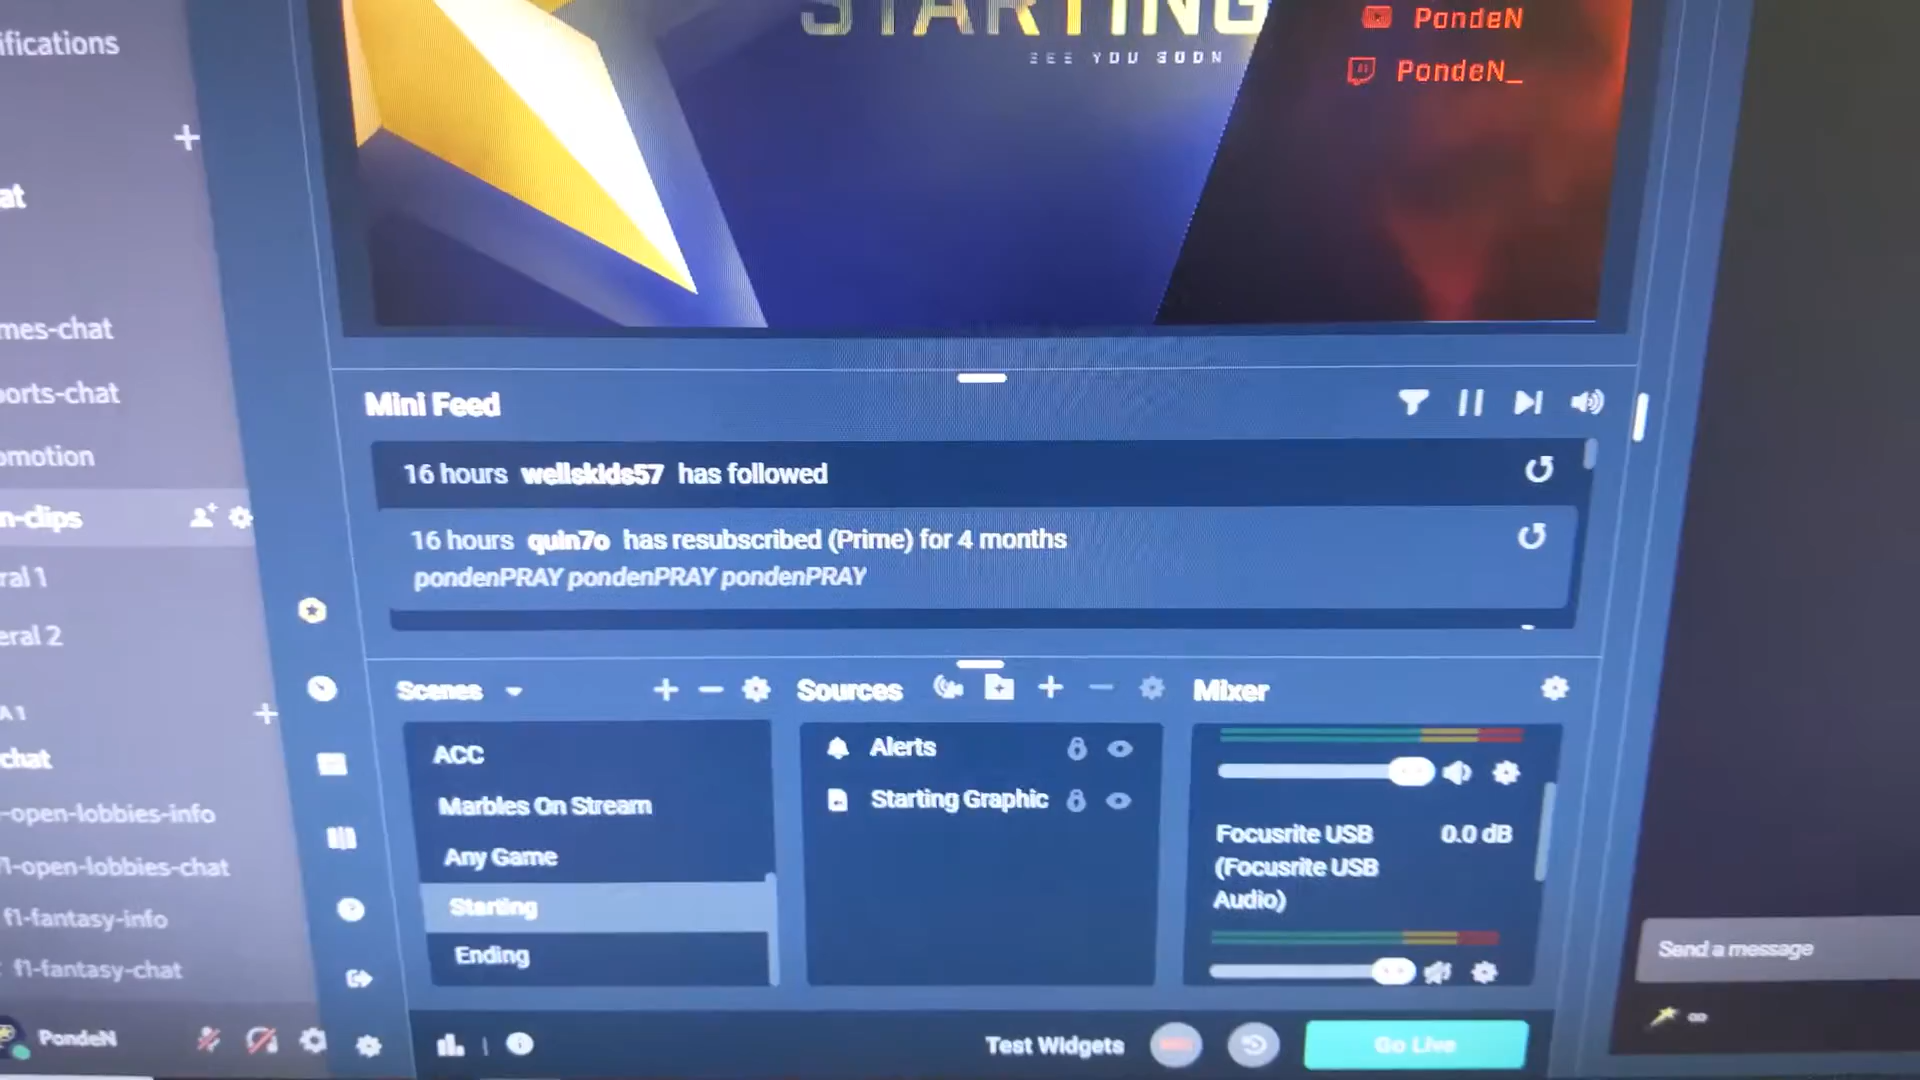 ifications
STARTING
SEE YOU SOON
PondeN
PondeN_
at
mes-chat
orts-chat
omotion
n-clips
ral 1
eral 2
A 1
chat
-open-lobbies-info
f1-open-lobbies-chat
f1-fantasy-info
f1-fantasy-chat
PondeN
Mini Feed
16 hours wellskids57 has followed
16 hours quin7o has resubscribed (Prime) for 4 months
pondenPRAY pondenPRAY pondenPRAY
Scenes
ACC
Marbles On Stream
Any Game
Starting
Ending
Sources
Alerts
Starting Graphic
Mixer
Focusrite USB 0.0 dB
(Focusrite USB
Audio)
Test Widgets
Go Live
Send a message